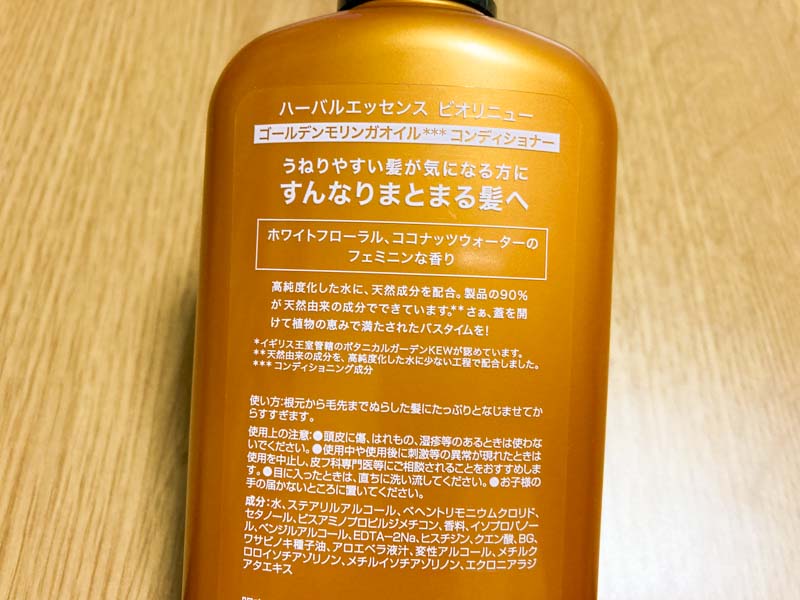 ハーバルエッセンス ビオリニュー
ゴールデンモリンガオイル*** コンディショナー
うねりやすい髪が気になる方に
すんなりまとまる髪へ
ホワイトフローラル、ココナッツウォーターの
フェミニンな香り
高純度化した水に、天然成分を配合。製品の90%
が天然由来の成分でできています。** さぁ、蓋を開
けて植物の恵みで満たされたバスタイムを!
*イギリス王室管轄のボタニカルガーデンKEWが認めています。
**天然由来の成分を、高純度化した水に少ない工程で配合しました。
***コンディショニング成分
使い方:根元から毛先までぬらした髪にたっぷりとなじませてか
らすすぎます。
使用上の注意:●頭皮に傷、はれもの、湿疹等のあるときは使わな
いでください。●使用中や使用後に刺激等の異常が現れたときは
使用を中止し、皮フ科専門医等にご相談されることをおすすめしま
す。●目に入ったときは、直ちに洗い流してください。●お子様の
手の届かないところに置いてください。
成分:水、ステアリルアルコール、ベヘントリモニウムクロリド、
セタノール、ビスアミノプロピルジメチコン、香料、イソプロパノー
ル、ベンジルアルコール、EDTA-2Na、ヒスチジン、クエン酸、BG、
ワサビノキ種子油、アロエベラ液汁、変性アルコール、メチルク
ロロイソチアゾリノン、メチルイソチアゾリノン、エクロニアラジ
アタエキス